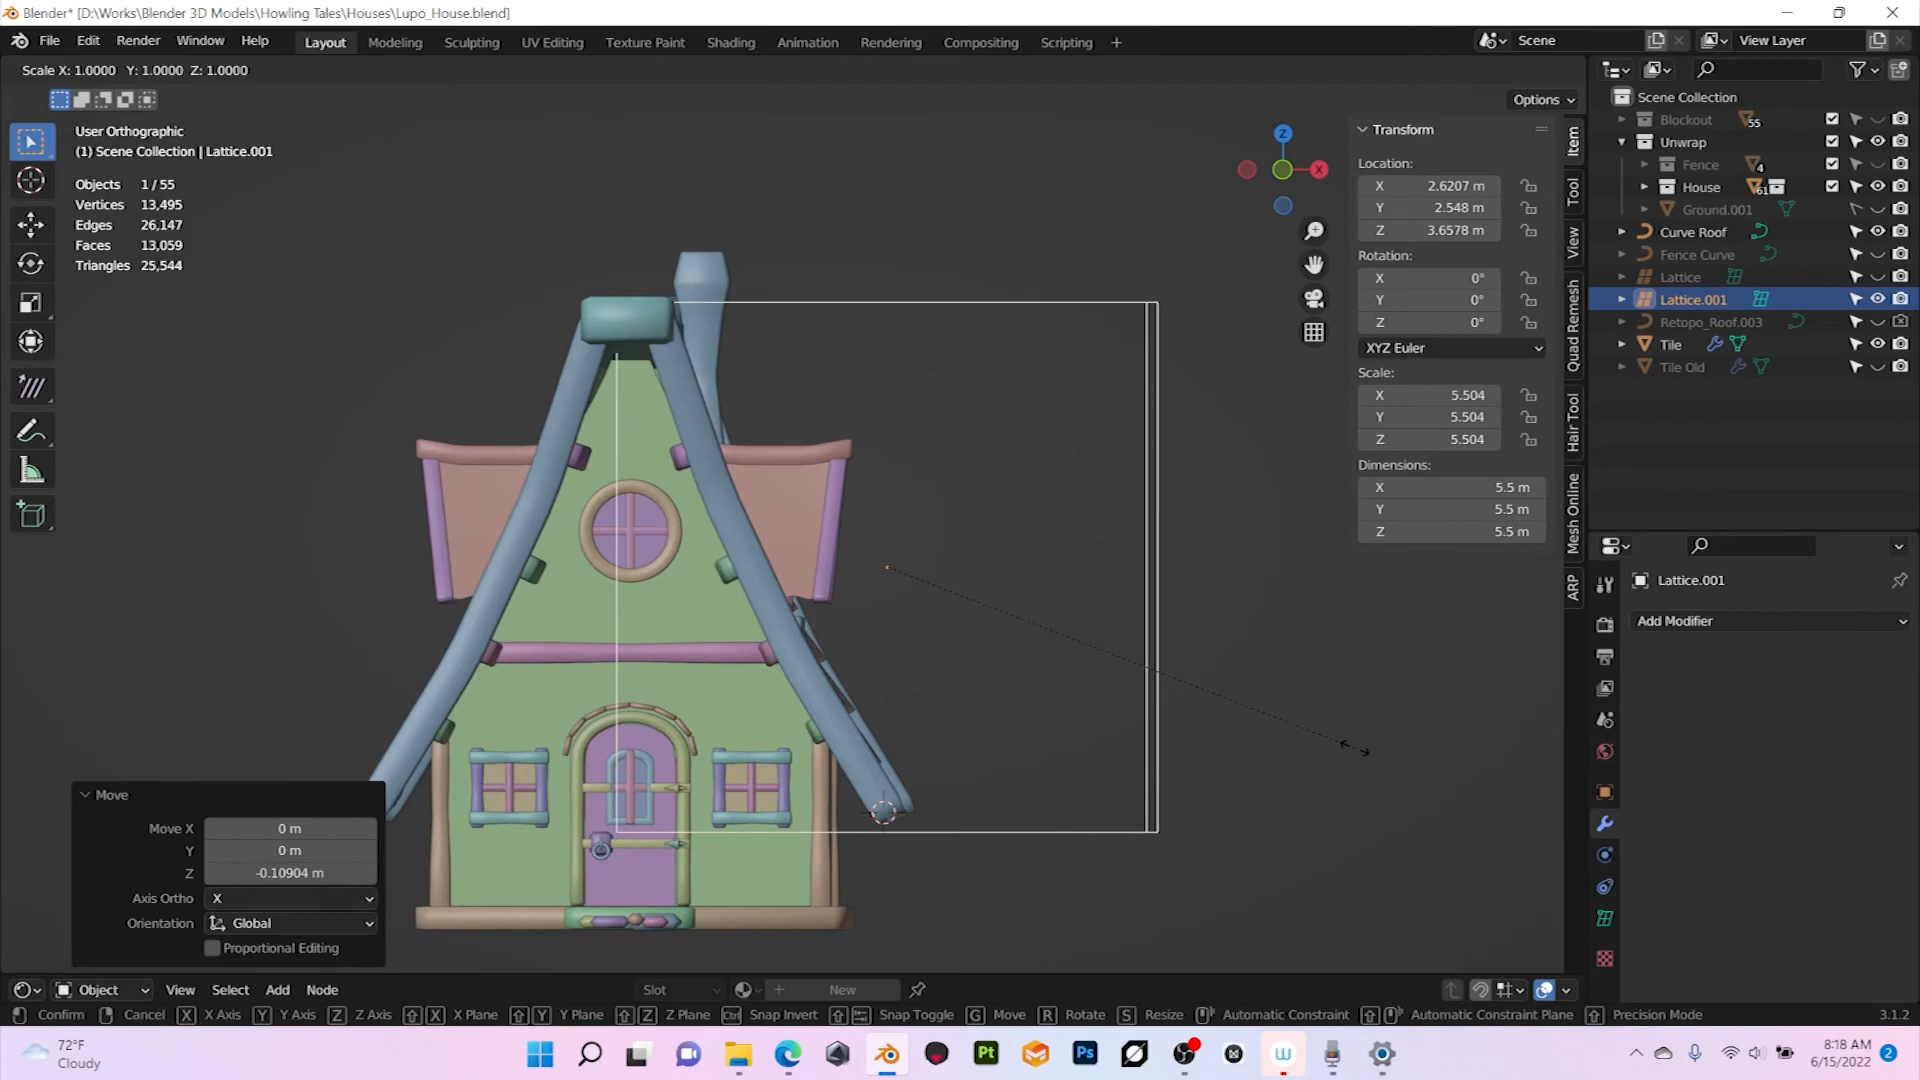 Blender* [D:\Works\Blender 3D Models\Howling Tales\Houses\Lupo_House.blend]
File Edit Render Window Help Layout Modeling Sculpting UV Editing Texture Paint Shading Animation Rendering Compositing Scripting + Scene View Layer
Scale X: 1.0000 Y: 1.0000 Z: 1.0000
Options
User Orthographic
(1) Scene Collection | Lattice.001
Objects 1 / 55
Vertices 13,495
Edges 26,147
Faces 13,059
Triangles 25,544
Z
X
Transform
Location:
X 2.6207 m
Y 2.548 m
Z 3.6578 m
Rotation:
X 0°
Y 0°
Z 0°
XYZ Euler
Scale:
X 5.504
Y 5.504
Z 5.504
Dimensions:
X 5.5 m
Y 5.5 m
Z 5.5 m
Item
Tool
View
Quad Remesh
Hair Tool
Mesh Online
ARP
Scene Collection
Blockout 55
Unwrap
Fence 4
House 61
Ground.001
Curve Roof
Fence Curve
Lattice
Lattice.001
Retopo_Roof.003
Tile
Tile Old
Lattice.001
Add Modifier
Move
Move X 0 m
Y 0 m
Z -0.10904 m
Axis Ortho X
Orientation Global
Proportional Editing
Object View Select Add Node Slot New
Confirm Cancel X X Axis Y Y Axis Z Z Axis X X Plane Y Y Plane Z Z Plane Ctrl Snap Invert Snap Toggle G Move R Rotate S Resize Automatic Constraint Automatic Constraint Plane Precision Mode 3.1.2
72°F
Cloudy
Pt
Ps
8:18 AM
6/15/2022
2